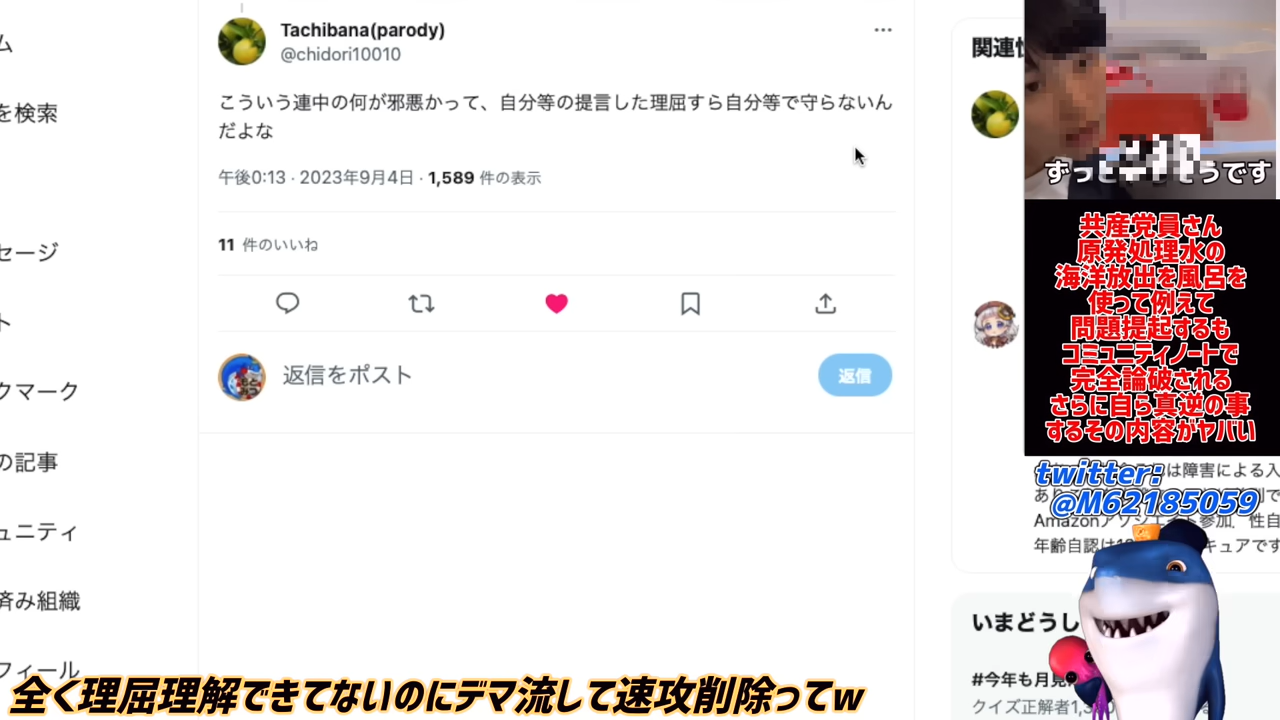 Tachibana(parody)
@chidori10010
こういう連中の何が邪悪かって、自分等の提言した理屈すら自分等で守らないん
だよな
午後0:13 · 2023年9月4日 · 1,589 件の表示
11 件のいいね
返信をポスト
返信
ム
を検索
セージ
ト
クマーク
の記事
ュニティ
済み組織
フィール
関連性
ずっと
うです
共産党員さん
原発処理水の
海洋放出を風呂を
使って例えて
問題提起するも
コミュニティノートで
完全論破される
さらに自ら真逆の事
するその内容がヤバい
twitter:
@M62185059
は障害による入
あり
Amazonアソシエイト参加、性自
年齢自認は1
キュアです
いまどうし
#今年も月見
クイズ正解者1,3
全く理屈理解できてないのにデマ流して速攻削除ってw